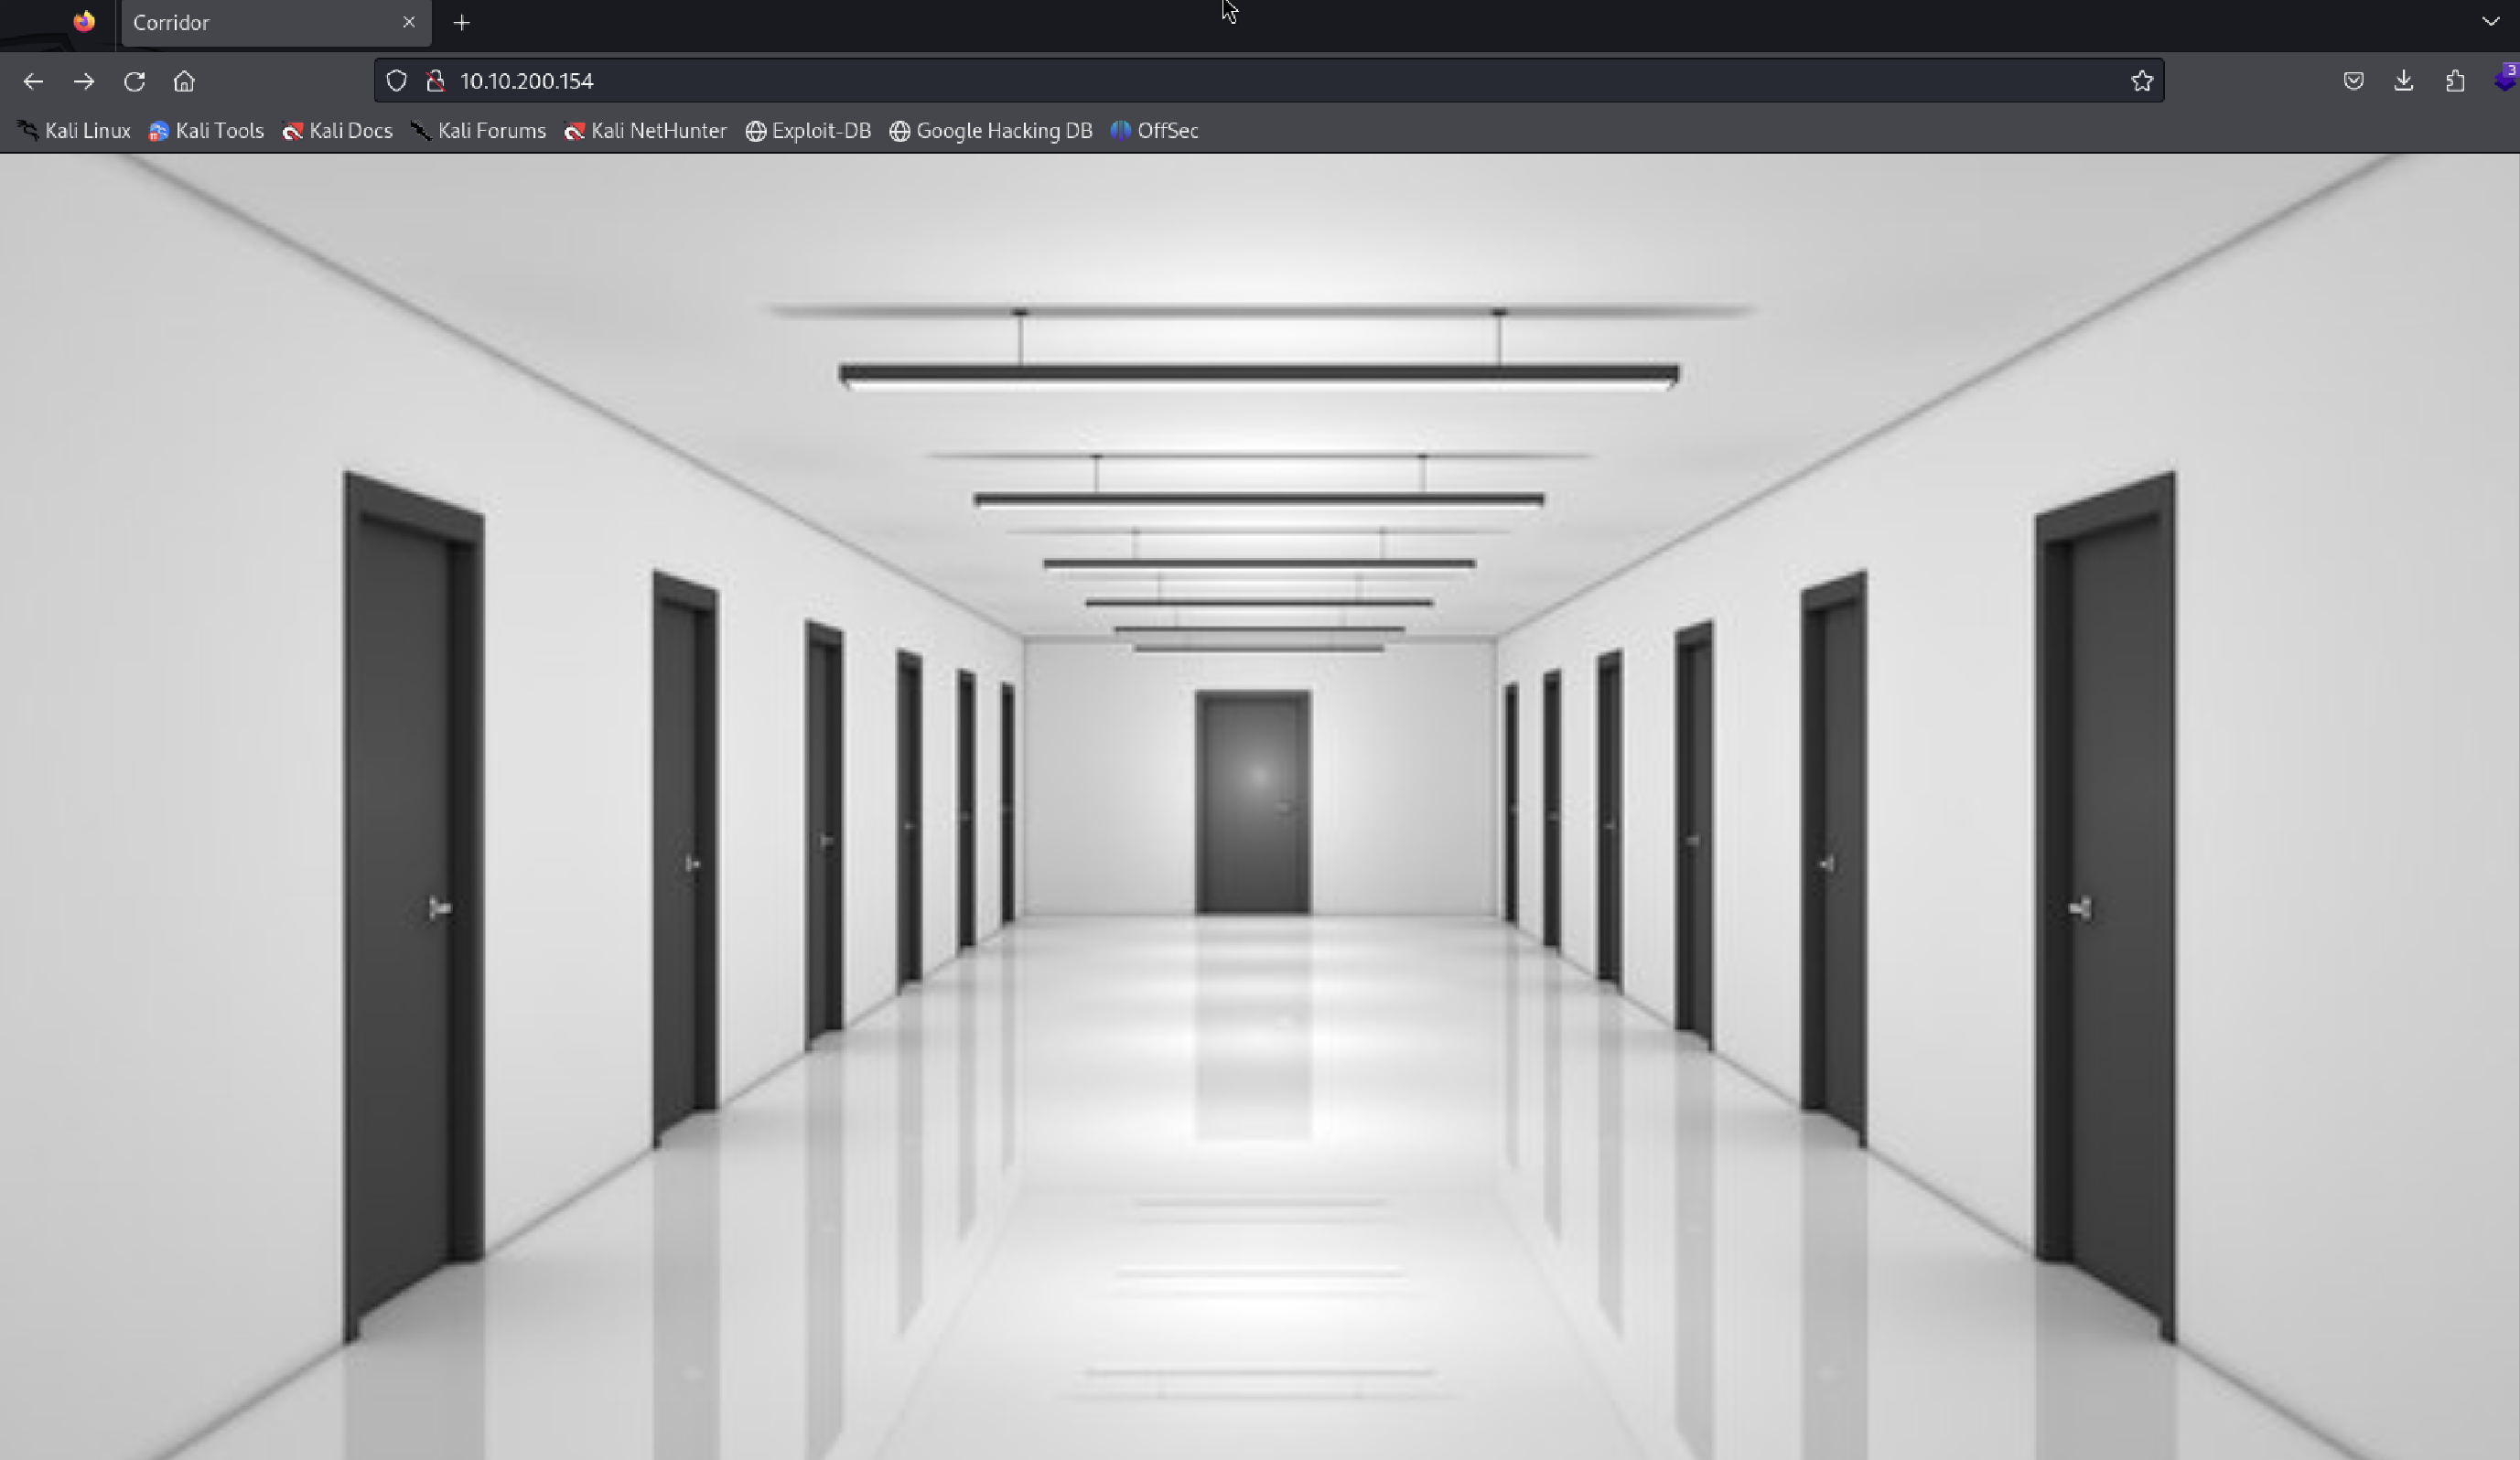 Corridor
10.10.200.154
3
Kali Linux Kali Tools Kali Docs Kali Forums Kali NetHunter Exploit-DB Google Hacking DB OffSec